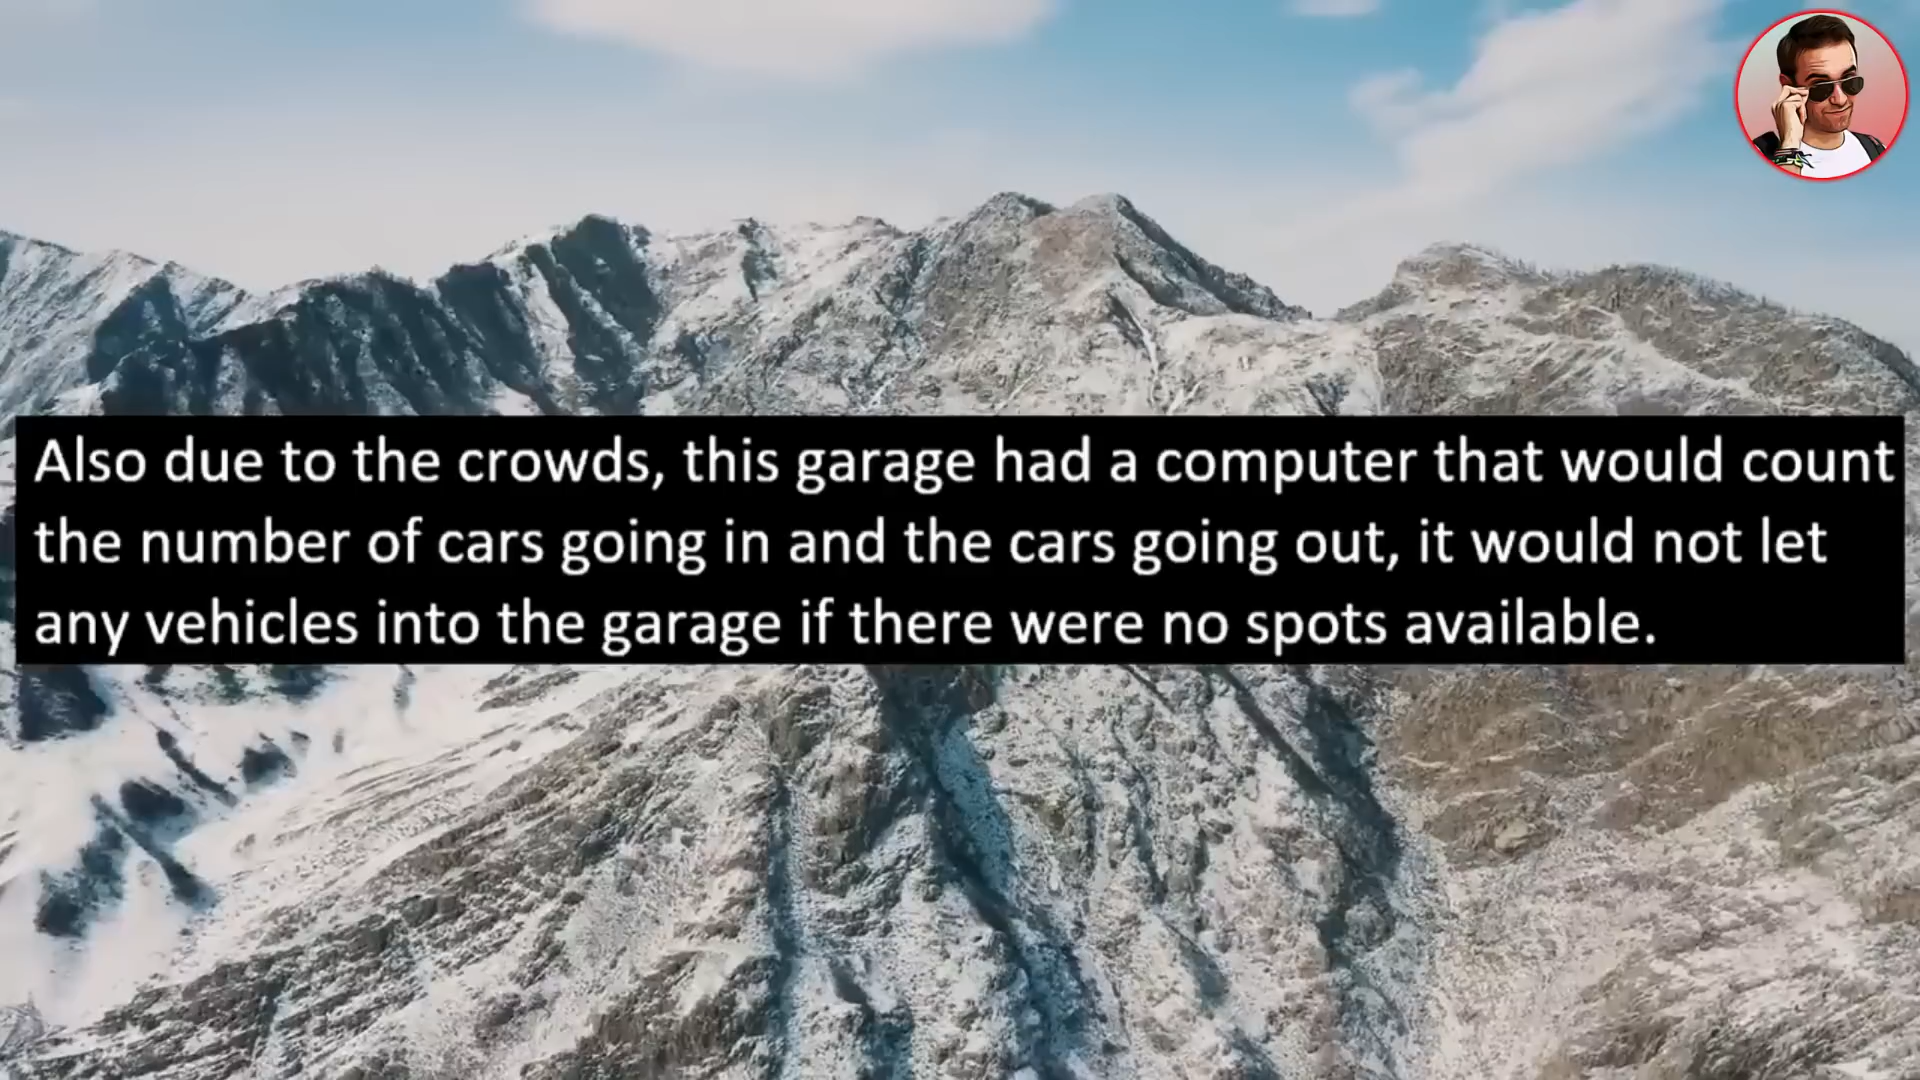 Also due to the crowds, this garage had a computer that would count
the number of cars going in and the cars going out, it would not let
any vehicles into the garage if there were no spots available.